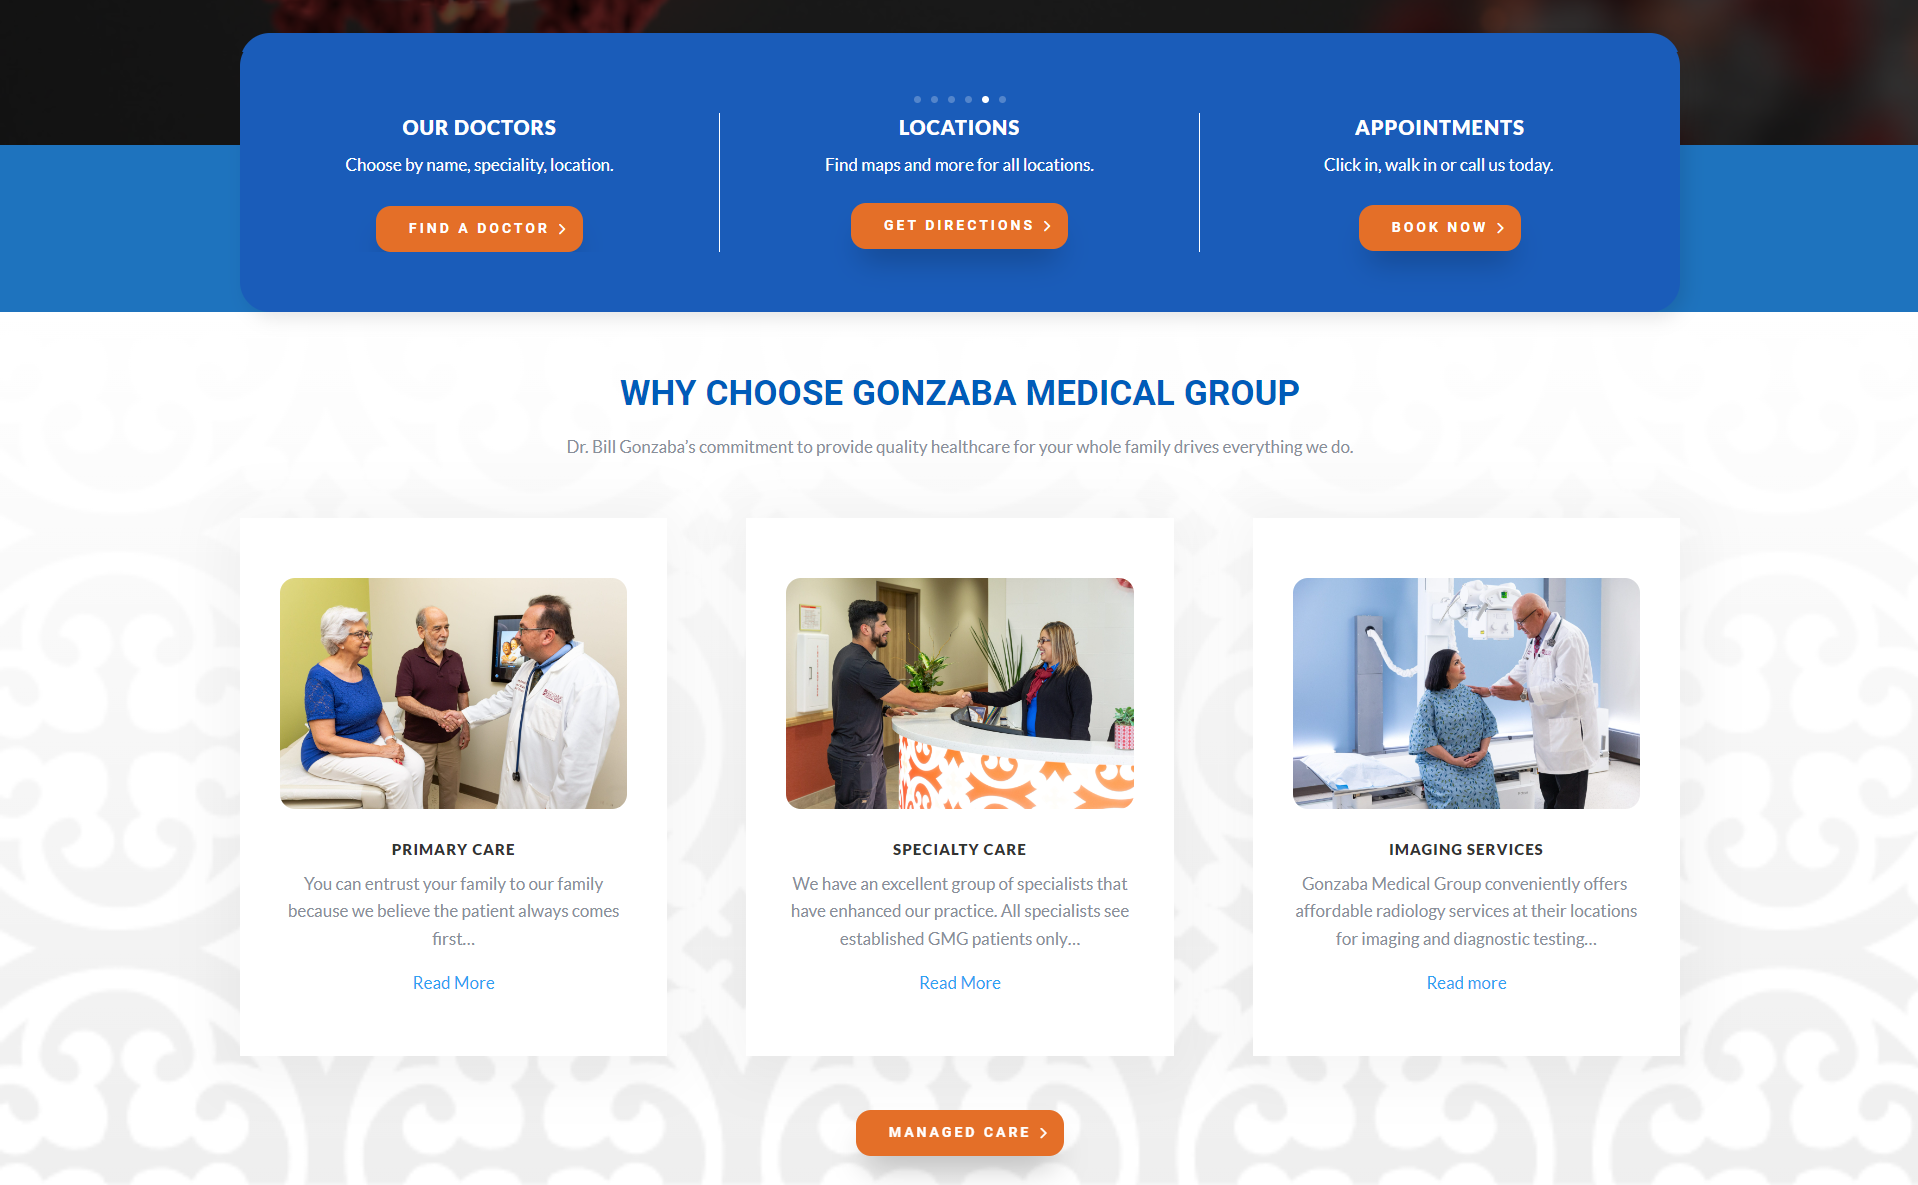 OUR DOCTORS
Choose by name, speciality, location.
FIND A DOCTOR
LOCATIONS
Find maps and more for all locations.
GET DIRECTIONS
APPOINTMENTS
Click in, walk in or call us today.
BOOK NOW
WHY CHOOSE GONZABA MEDICAL GROUP
Dr. Bill Gonzaba’s commitment to provide quality healthcare for your whole family drives everything we do.
PRIMARY CARE
You can entrust your family to our family
because we believe the patient always comes
first…
Read More
SPECIALTY CARE
We have an excellent group of specialists that
have enhanced our practice. All specialists see
established GMG patients only…
Read More
IMAGING SERVICES
Gonzaba Medical Group conveniently offers
affordable radiology services at their locations
for imaging and diagnostic testing…
Read more
MANAGED CARE